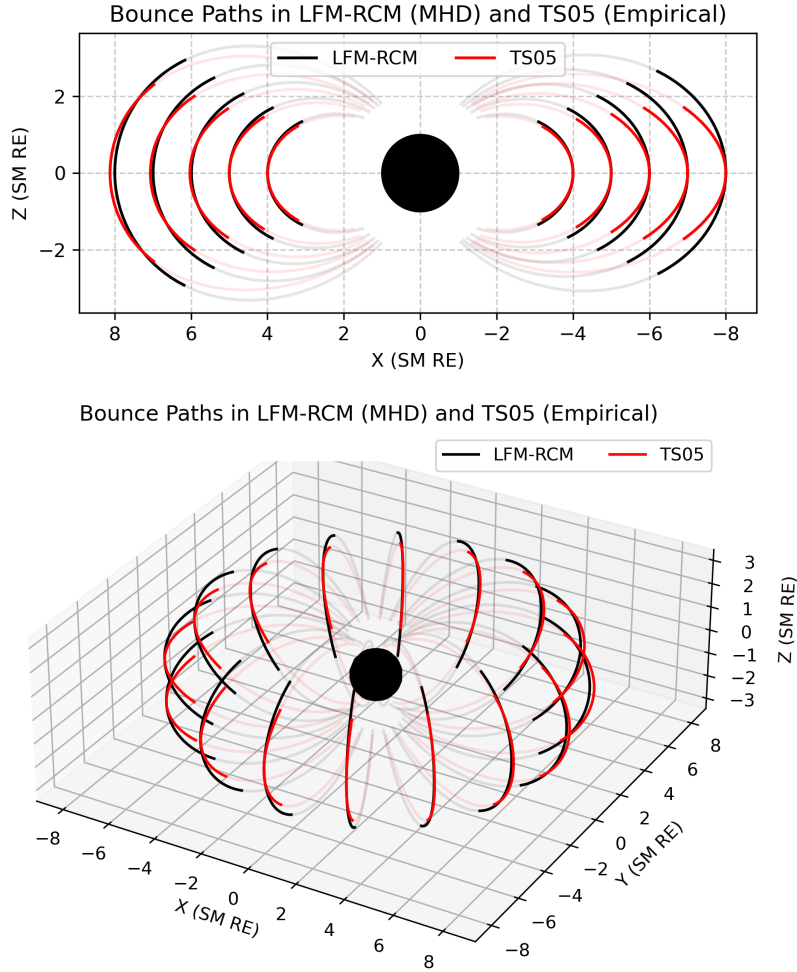 Bounce Paths in LFM-RCM (MHD) and TS05 (Empirical)
LFM-RCM TS05
2
0
−2
Z (SM RE)
8 6 4 2 0 −2 −4 −6 −8
X (SM RE)
Bounce Paths in LFM-RCM (MHD) and TS05 (Empirical)
LFM-RCM TS05
3
2
1
0
−1
−2
−3
Z (SM RE)
−8 −6 −4 −2 0 2 4 6 8
X (SM RE)
8
6
4
2
0
−2
−4
−6
−8
Y (SM RE)